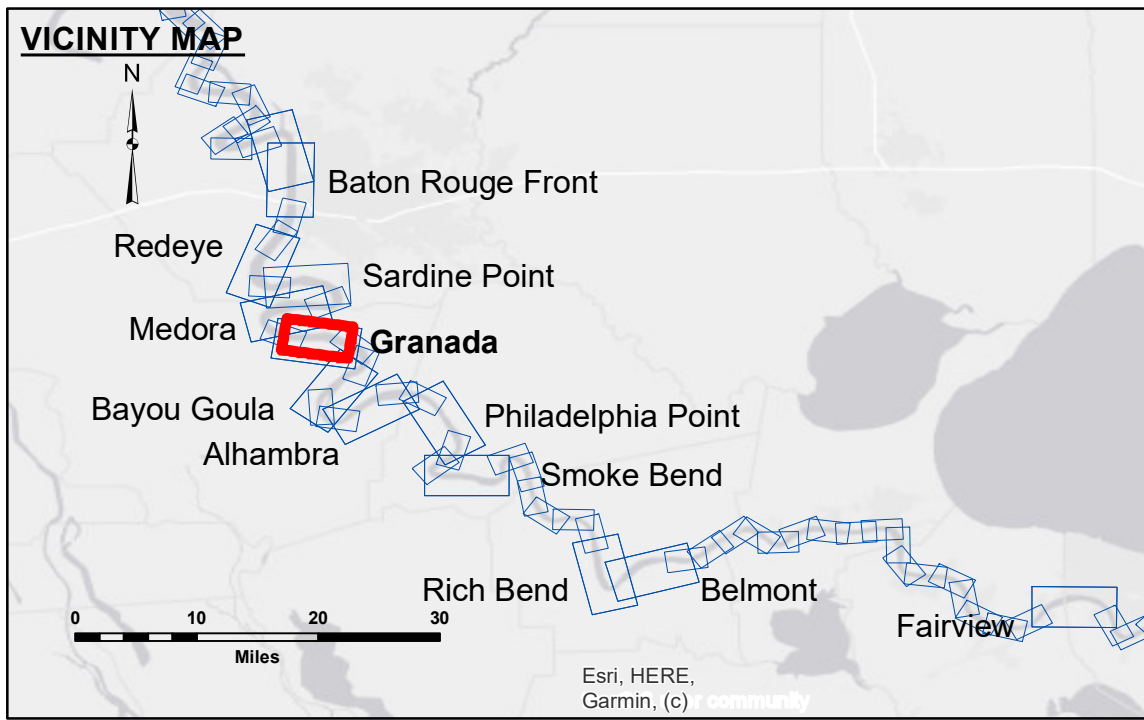 VICINITY MAP
N
Baton Rouge Front
Redeye
Sardine Point
Medora
Granada
Bayou Goula
Philadelphia Point
Alhambra
Smoke Bend
Rich Bend
Belmont
Fairview
0 10 20 30
Miles
Esri, HERE,
Garmin, (c)
r community